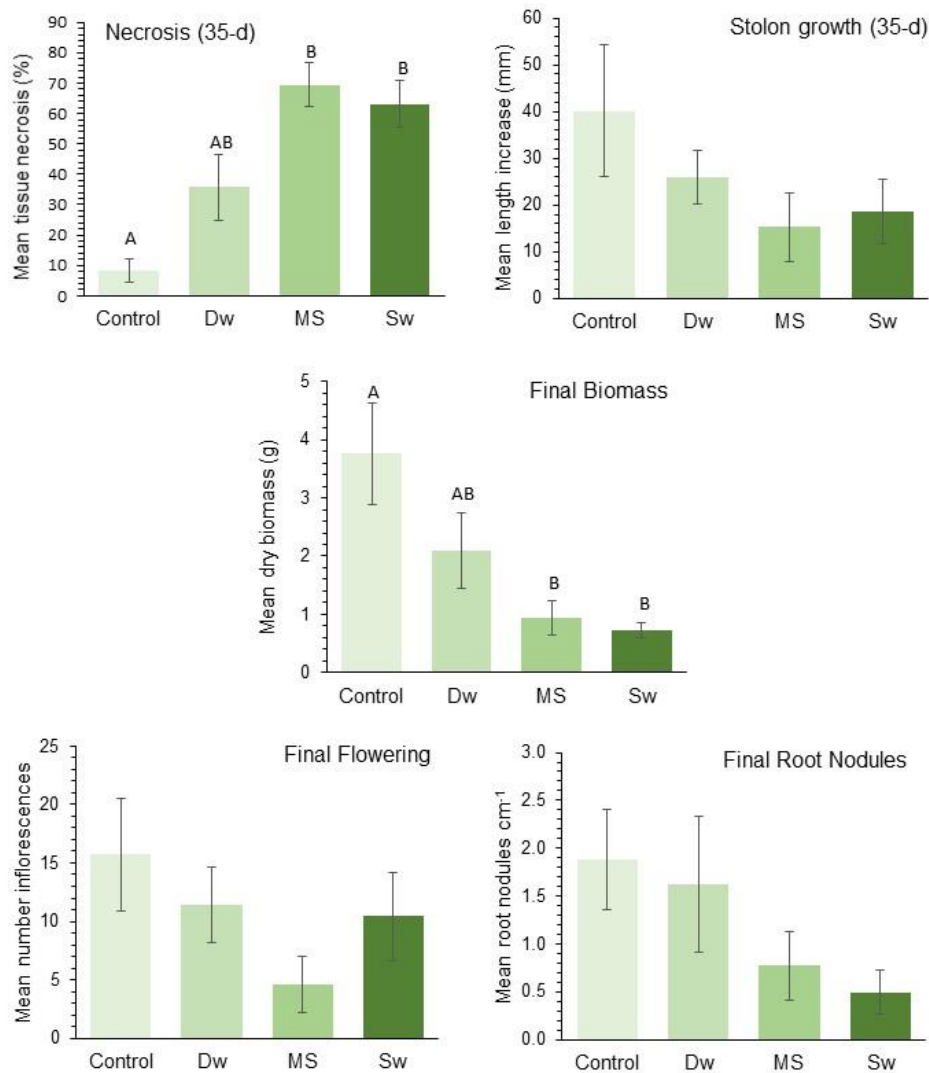 Necrosis (35-d)
Mean tissue necrosis (%)
90
80
70
60
50
40
30
20
10
0
A
AB
B
B
Control Dw MS Sw
Stolon growth (35-d)
Mean length increase (mm)
60
50
40
30
20
10
0
Control Dw MS Sw
Final Biomass
Mean dry biomass (g)
5
4
3
2
1
0
A
AB
B
B
Control Dw MS Sw
Final Flowering
Mean number inflorescences
25
20
15
10
5
0
Control Dw MS Sw
Final Root Nodules
Mean root nodules cm⁻¹
3.0
2.5
2.0
1.5
1.0
0.5
0.0
Control Dw MS Sw